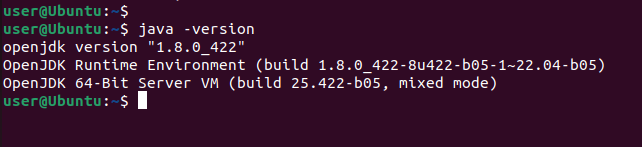 user@Ubuntu:~$
user@Ubuntu:~$ java -version
openjdk version "1.8.0_422"
OpenJDK Runtime Environment (build 1.8.0_422-8u422-b05-1~22.04-b05)
OpenJDK 64-Bit Server VM (build 25.422-b05, mixed mode)
user@Ubuntu:~$